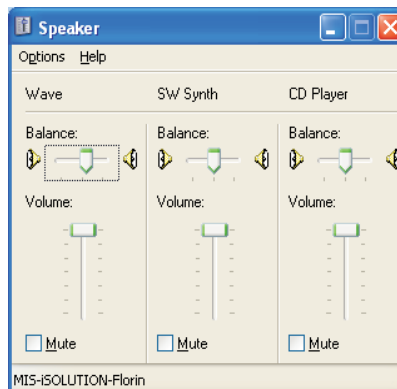 Speaker
Options Help
Wave SW Synth CD Player
Balance: Balance: Balance:
Volume: Volume: Volume:
Mute Mute Mute
MIS-iSOLUTION-Florin